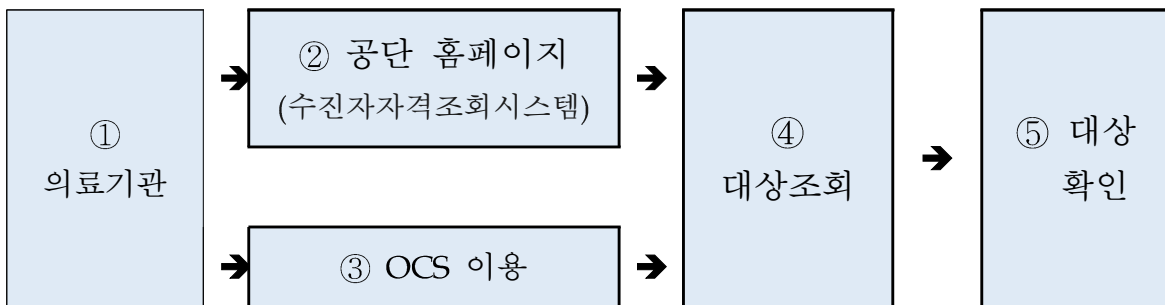 ①
의료기관
② 공단 홈페이지
(수진자자격조회시스템)
③ OCS 이용
④
대상조회
⑤ 대상
확인